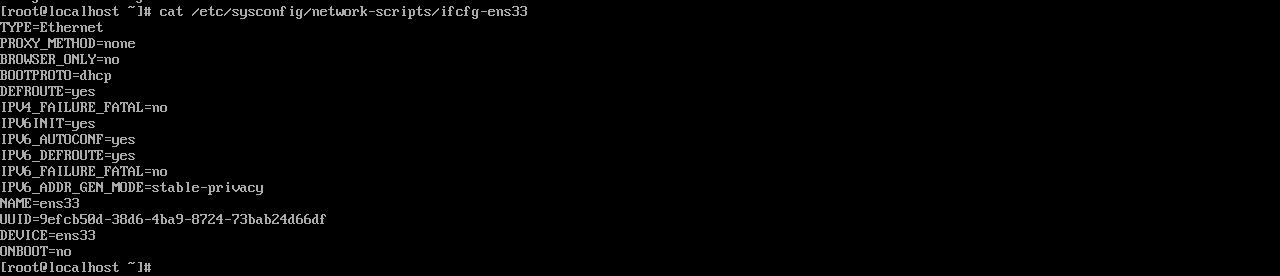 [root@localhost ~]# cat /etc/sysconfig/network-scripts/ifcfg-ens33
TYPE=Ethernet
PROXY_METHOD=none
BROWSER_ONLY=no
BOOTPROTO=dhcp
DEFROUTE=yes
IPV4_FAILURE_FATAL=no
IPV6INIT=yes
IPV6_AUTOCONF=yes
IPV6_DEFROUTE=yes
IPV6_FAILURE_FATAL=no
IPV6_ADDR_GEN_MODE=stable-privacy
NAME=ens33
UUID=9efcb50d-38d6-4ba9-8724-73bab24d66df
DEVICE=ens33
ONBOOT=no
[root@localhost ~]#